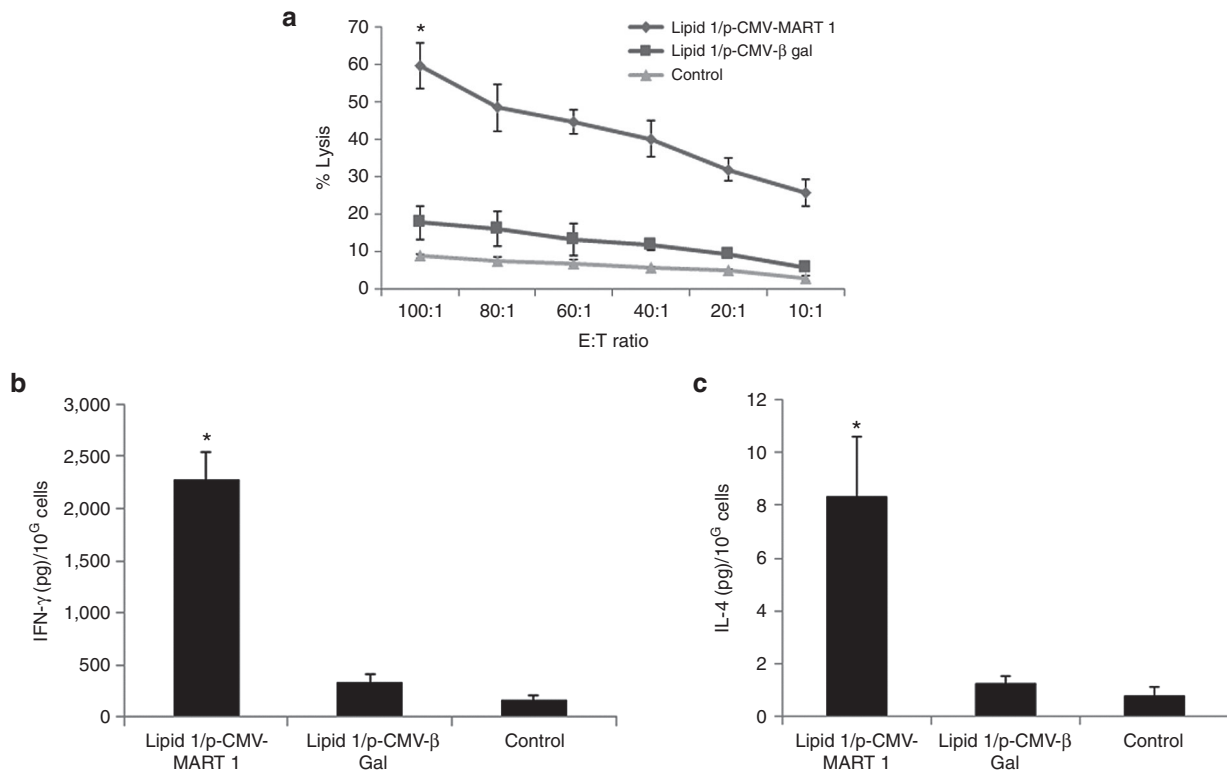 a
70
60
50
40
30
20
10
0
% Lysis
*
Lipid 1/p-CMV-MART 1
Lipid 1/p-CMV-β gal
Control
100:1 80:1 60:1 40:1 20:1 10:1
E:T ratio
b
3,000
2,500
2,000
1,500
1,000
500
0
IFN-γ (pg)/10^G cells
*
Lipid 1/p-CMV-
MART 1
Lipid 1/p-CMV-β
Gal
Control
c
12
10
8
6
4
2
0
IL-4 (pg)/10^G cells
*
Lipid 1/p-CMV-
MART 1
Lipid 1/p-CMV-β
Gal
Control